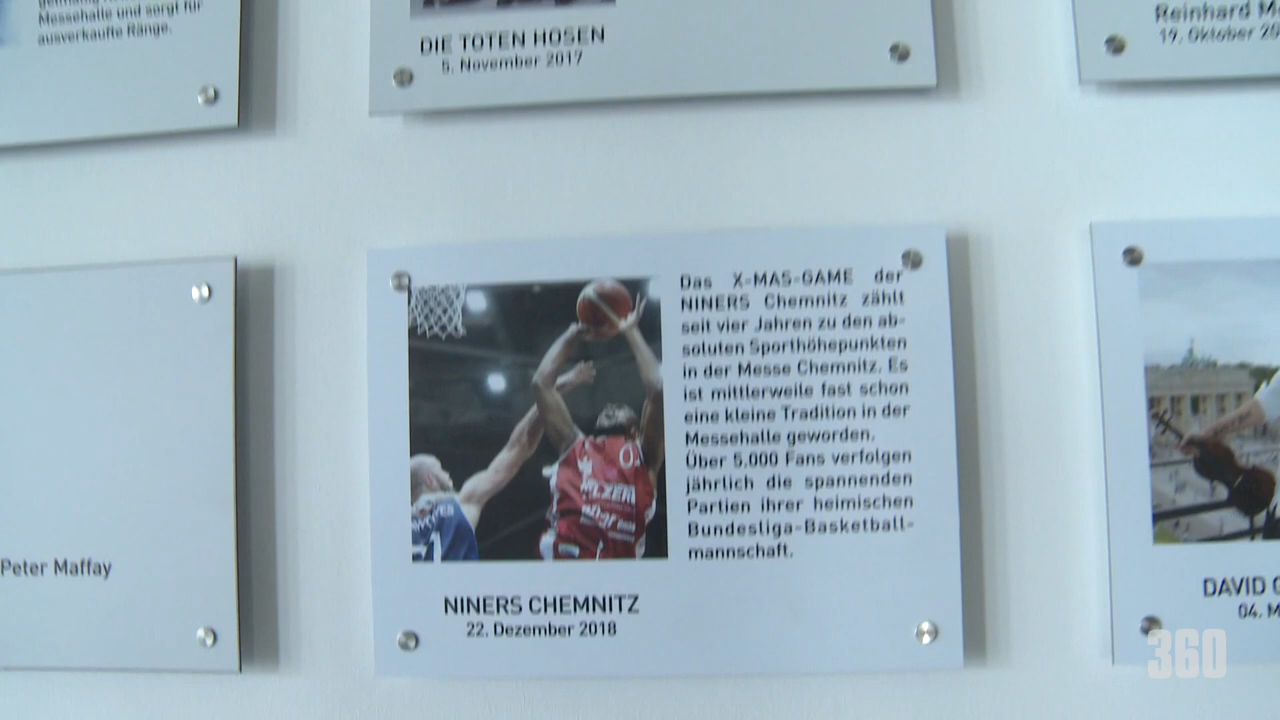 Messehalle und sorgt für
ausverkaufte Ränge.
DIE TOTEN HOSEN
5. November 2017
Reinhard
19. Oktober
Peter Maffay
Das X-MAS-GAME der
NINERS Chemnitz zählt
seit vier Jahren zu den ab-
soluten Sporthöhepunkten
in der Messe Chemnitz. Es
ist mittlerweile fast schon
eine kleine Tradition in der
Messehalle geworden.
Über 5.000 Fans verfolgen
jährlich die spannenden
Partien ihrer heimischen
Bundesliga-Basketball-
mannschaft.
NINERS CHEMNITZ
22. Dezember 2018
DAVID
04.
360